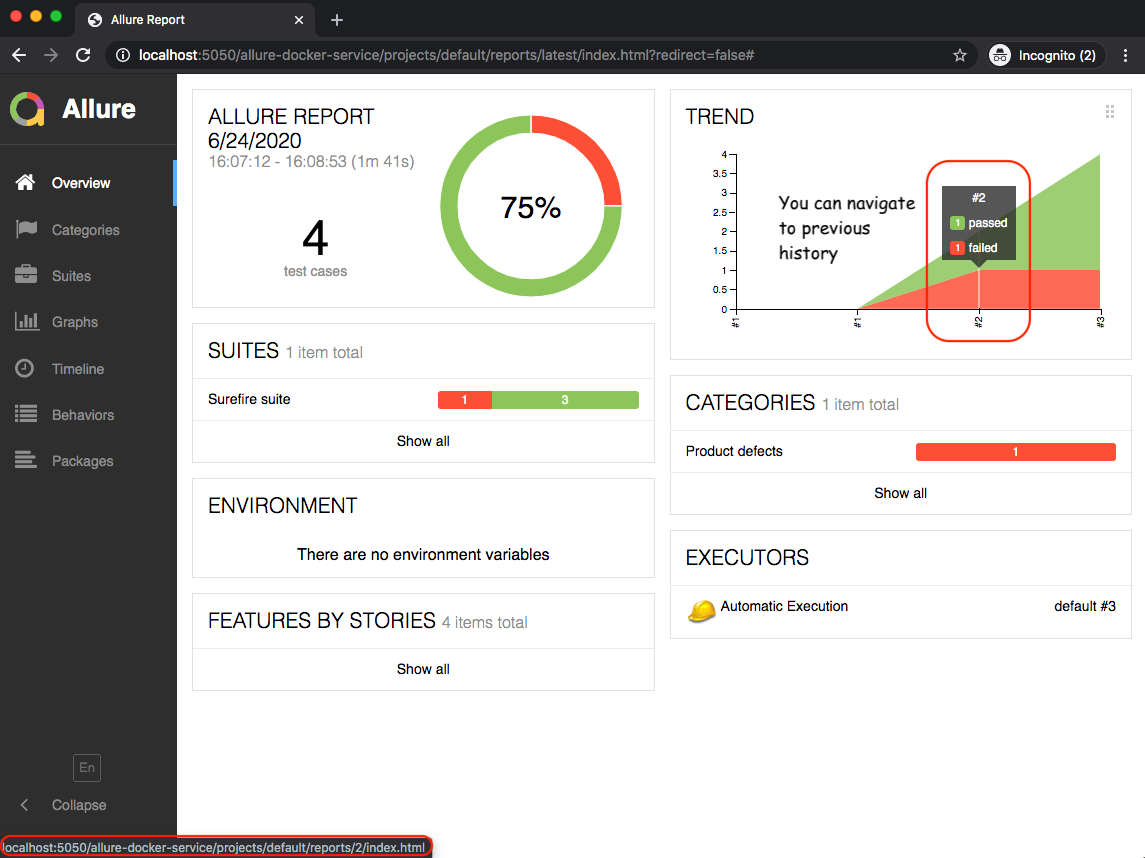 Allure Report
localhost:5050/allure-docker-service/projects/default/reports/latest/index.html?redirect=false#
Incognito (2)
Allure
Overview
Categories
Suites
Graphs
Timeline
Behaviors
Packages
En
Collapse
ALLURE REPORT
6/24/2020
16:07:12 - 16:08:53 (1m 41s)
4
test cases
75%
SUITES 1 item total
Surefire suite 1 3
Show all
ENVIRONMENT
There are no environment variables
FEATURES BY STORIES 4 items total
Show all
TREND
4
3.5
3
2.5
2
1.5
1
0.5
0
#1
#1
#2
#3
You can navigate
to previous
history
#2
1 passed
1 failed
CATEGORIES 1 item total
Product defects 1
Show all
EXECUTORS
Automatic Execution default #3
localhost:5050/allure-docker-service/projects/default/reports/2/index.html